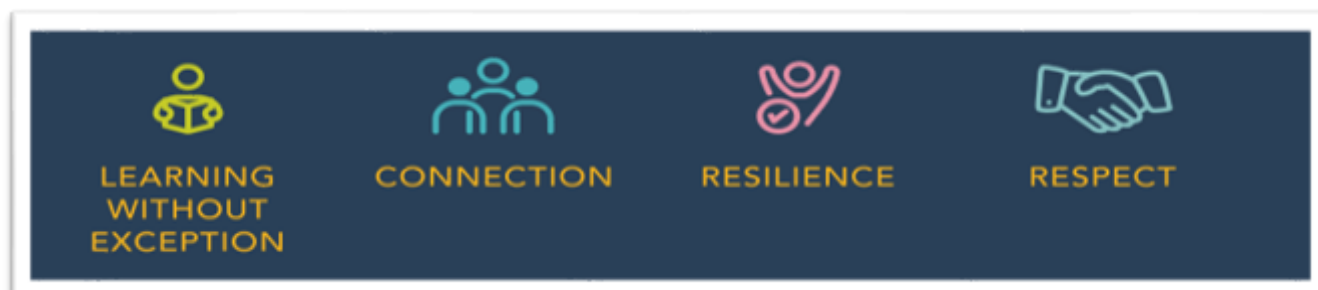 LEARNING
WITHOUT
EXCEPTION
CONNECTION
RESILIENCE
RESPECT